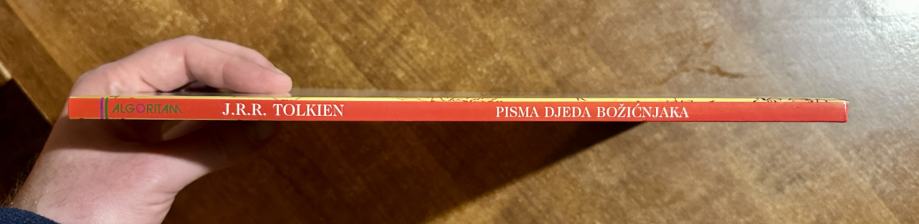 ALGORITAM J.R.R. TOLKIEN PISMA DJEDA BOŽIĆNJAKA